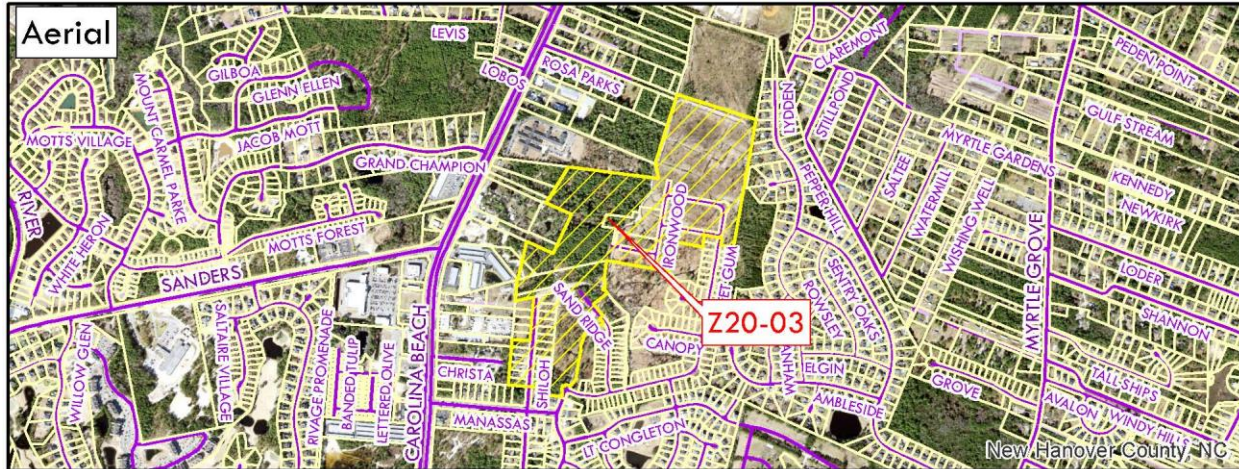 Aerial
LEVIS
CLAREMONT
GILBOA
GLENN ELLEN
MOUNT CARMEL PARKE
LOBOS
ROSA PARKS
PEDEN POINT
GULF STREAM
LYDDEN
STILLPOND
MOTTS VILLAGE
JACOB MOTT
GRAND CHAMPION
MYRTLE GARDENS
KENNEDY
NEWKIRK
SALTEE
WATERMILL
WISHING WELL
PEPPER HILL
IRONWOOD
RIVER
WHITE HERON
MOTTS FOREST
SANDERS
MYRTLE GROVE
LODER
SHANNON
SENTRY OAKS
ROWSLEY
ET GUM
SAND RIDGE
Z20-03
WILLOW GLEN
SALTAIRE VILLAGE
RIVAGE PROMENADE
BANDED TULIP
LETTERED OLIVE
CAROLINA BEACH
CHRISTA
SHILOH
CANOPY
ELGIN
TALL SHIPS
GROVE
AVALON
WINDY HILLS
AMBLESIDE
MANASSAS
LT CONGLETON
New Hanover County, NC